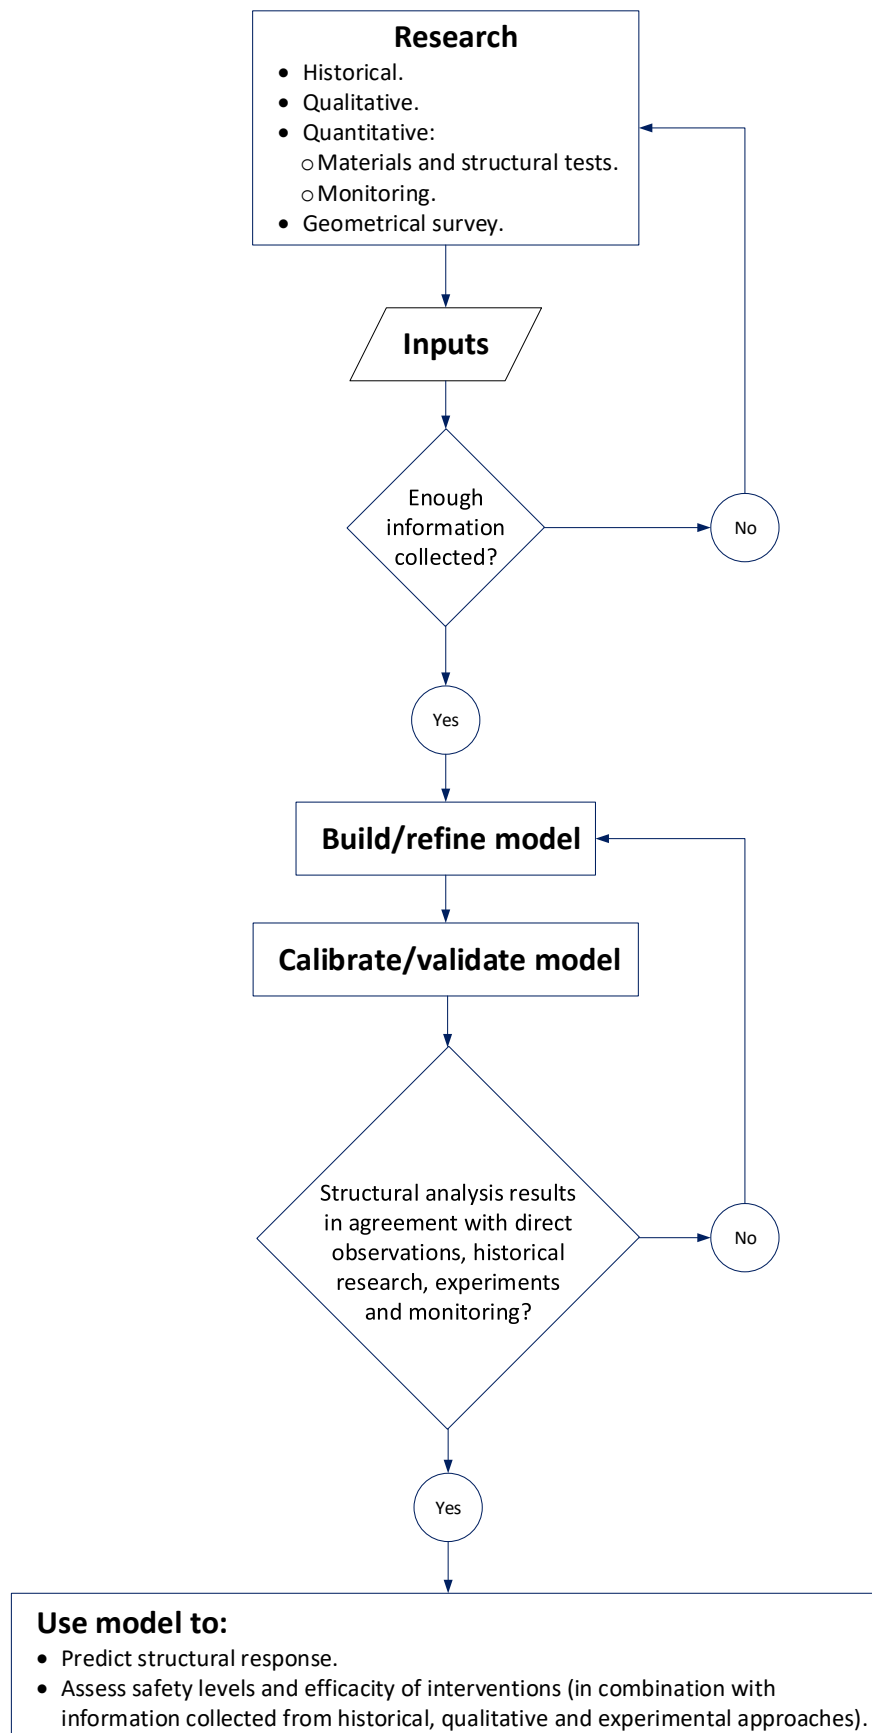 Research
• Historical.
• Qualitative.
• Quantitative:
o Materials and structural tests.
o Monitoring.
• Geometrical survey.
Inputs
Enough
information
collected?
No
Yes
Build/refine model
Calibrate/validate model
Structural analysis results
in agreement with direct
observations, historical
research, experiments
and monitoring?
No
Yes
Use model to:
• Predict structural response.
• Assess safety levels and efficacy of interventions (in combination with
information collected from historical, qualitative and experimental approaches).